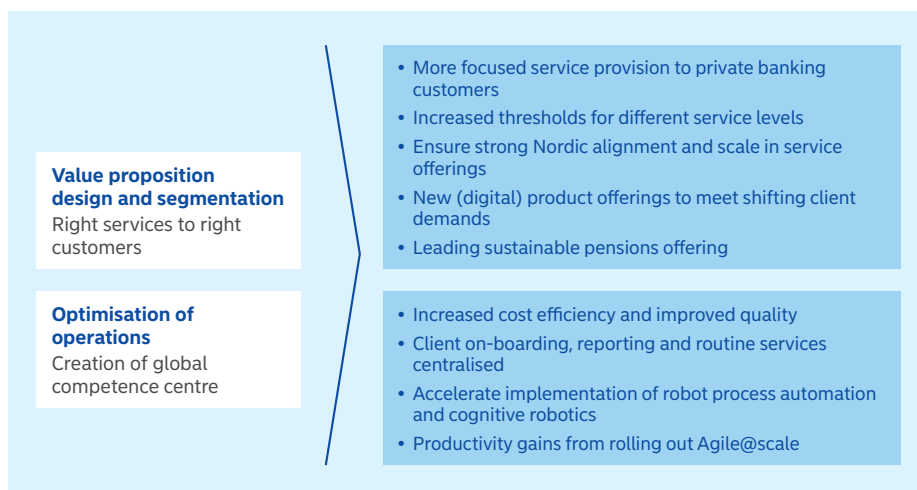 Value proposition
design and segmentation
Right services to right
customers
• More focused service provision to private banking
customers
• Increased thresholds for different service levels
• Ensure strong Nordic alignment and scale in service
offerings
• New (digital) product offerings to meet shifting client
demands
• Leading sustainable pensions offering
Optimisation of
operations
Creation of global
competence centre
• Increased cost efficiency and improved quality
• Client on-boarding, reporting and routine services
centralised
• Accelerate implementation of robot process automation
and cognitive robotics
• Productivity gains from rolling out Agile@scale